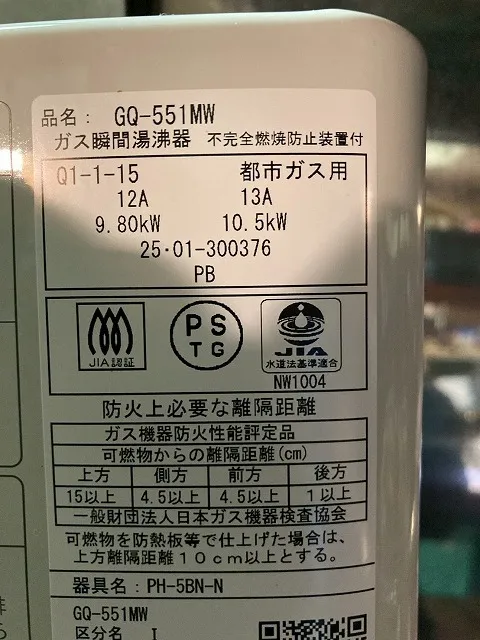 品名： GQ-551MW
ガス瞬間湯沸器 不完全燃焼防止装置付
Q1-1-15 都市ガス用
12A 13A
9.80kW 10.5kW
25・01-300376
PB
PS
TG
JIA
JIA認証
水道法基準適合
NW1004
防火上必要な離隔距離
ガス機器防火性能評定品
可燃物からの離隔距離(cm)
上方 側方 前方 後方
15以上 4.5以上 4.5以上 1以上
一般財団法人日本ガス機器検査協会
可燃物を防熱板等で仕上げた場合は、
上方離隔距離10cm以上とする。
器具名：PH-5BN-N
GQ-551MW
区分名 I